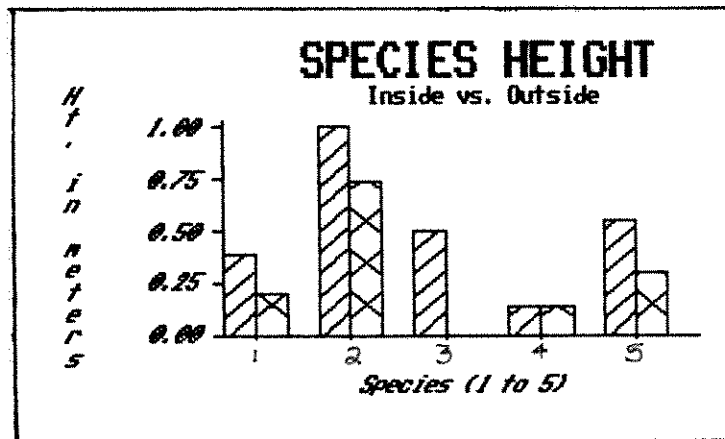 SPECIES HEIGHT
Inside vs. Outside
Ht. in meters
1.00
0.75
0.50
0.25
0.00
1 2 3 4 5
Species (1 to 5)